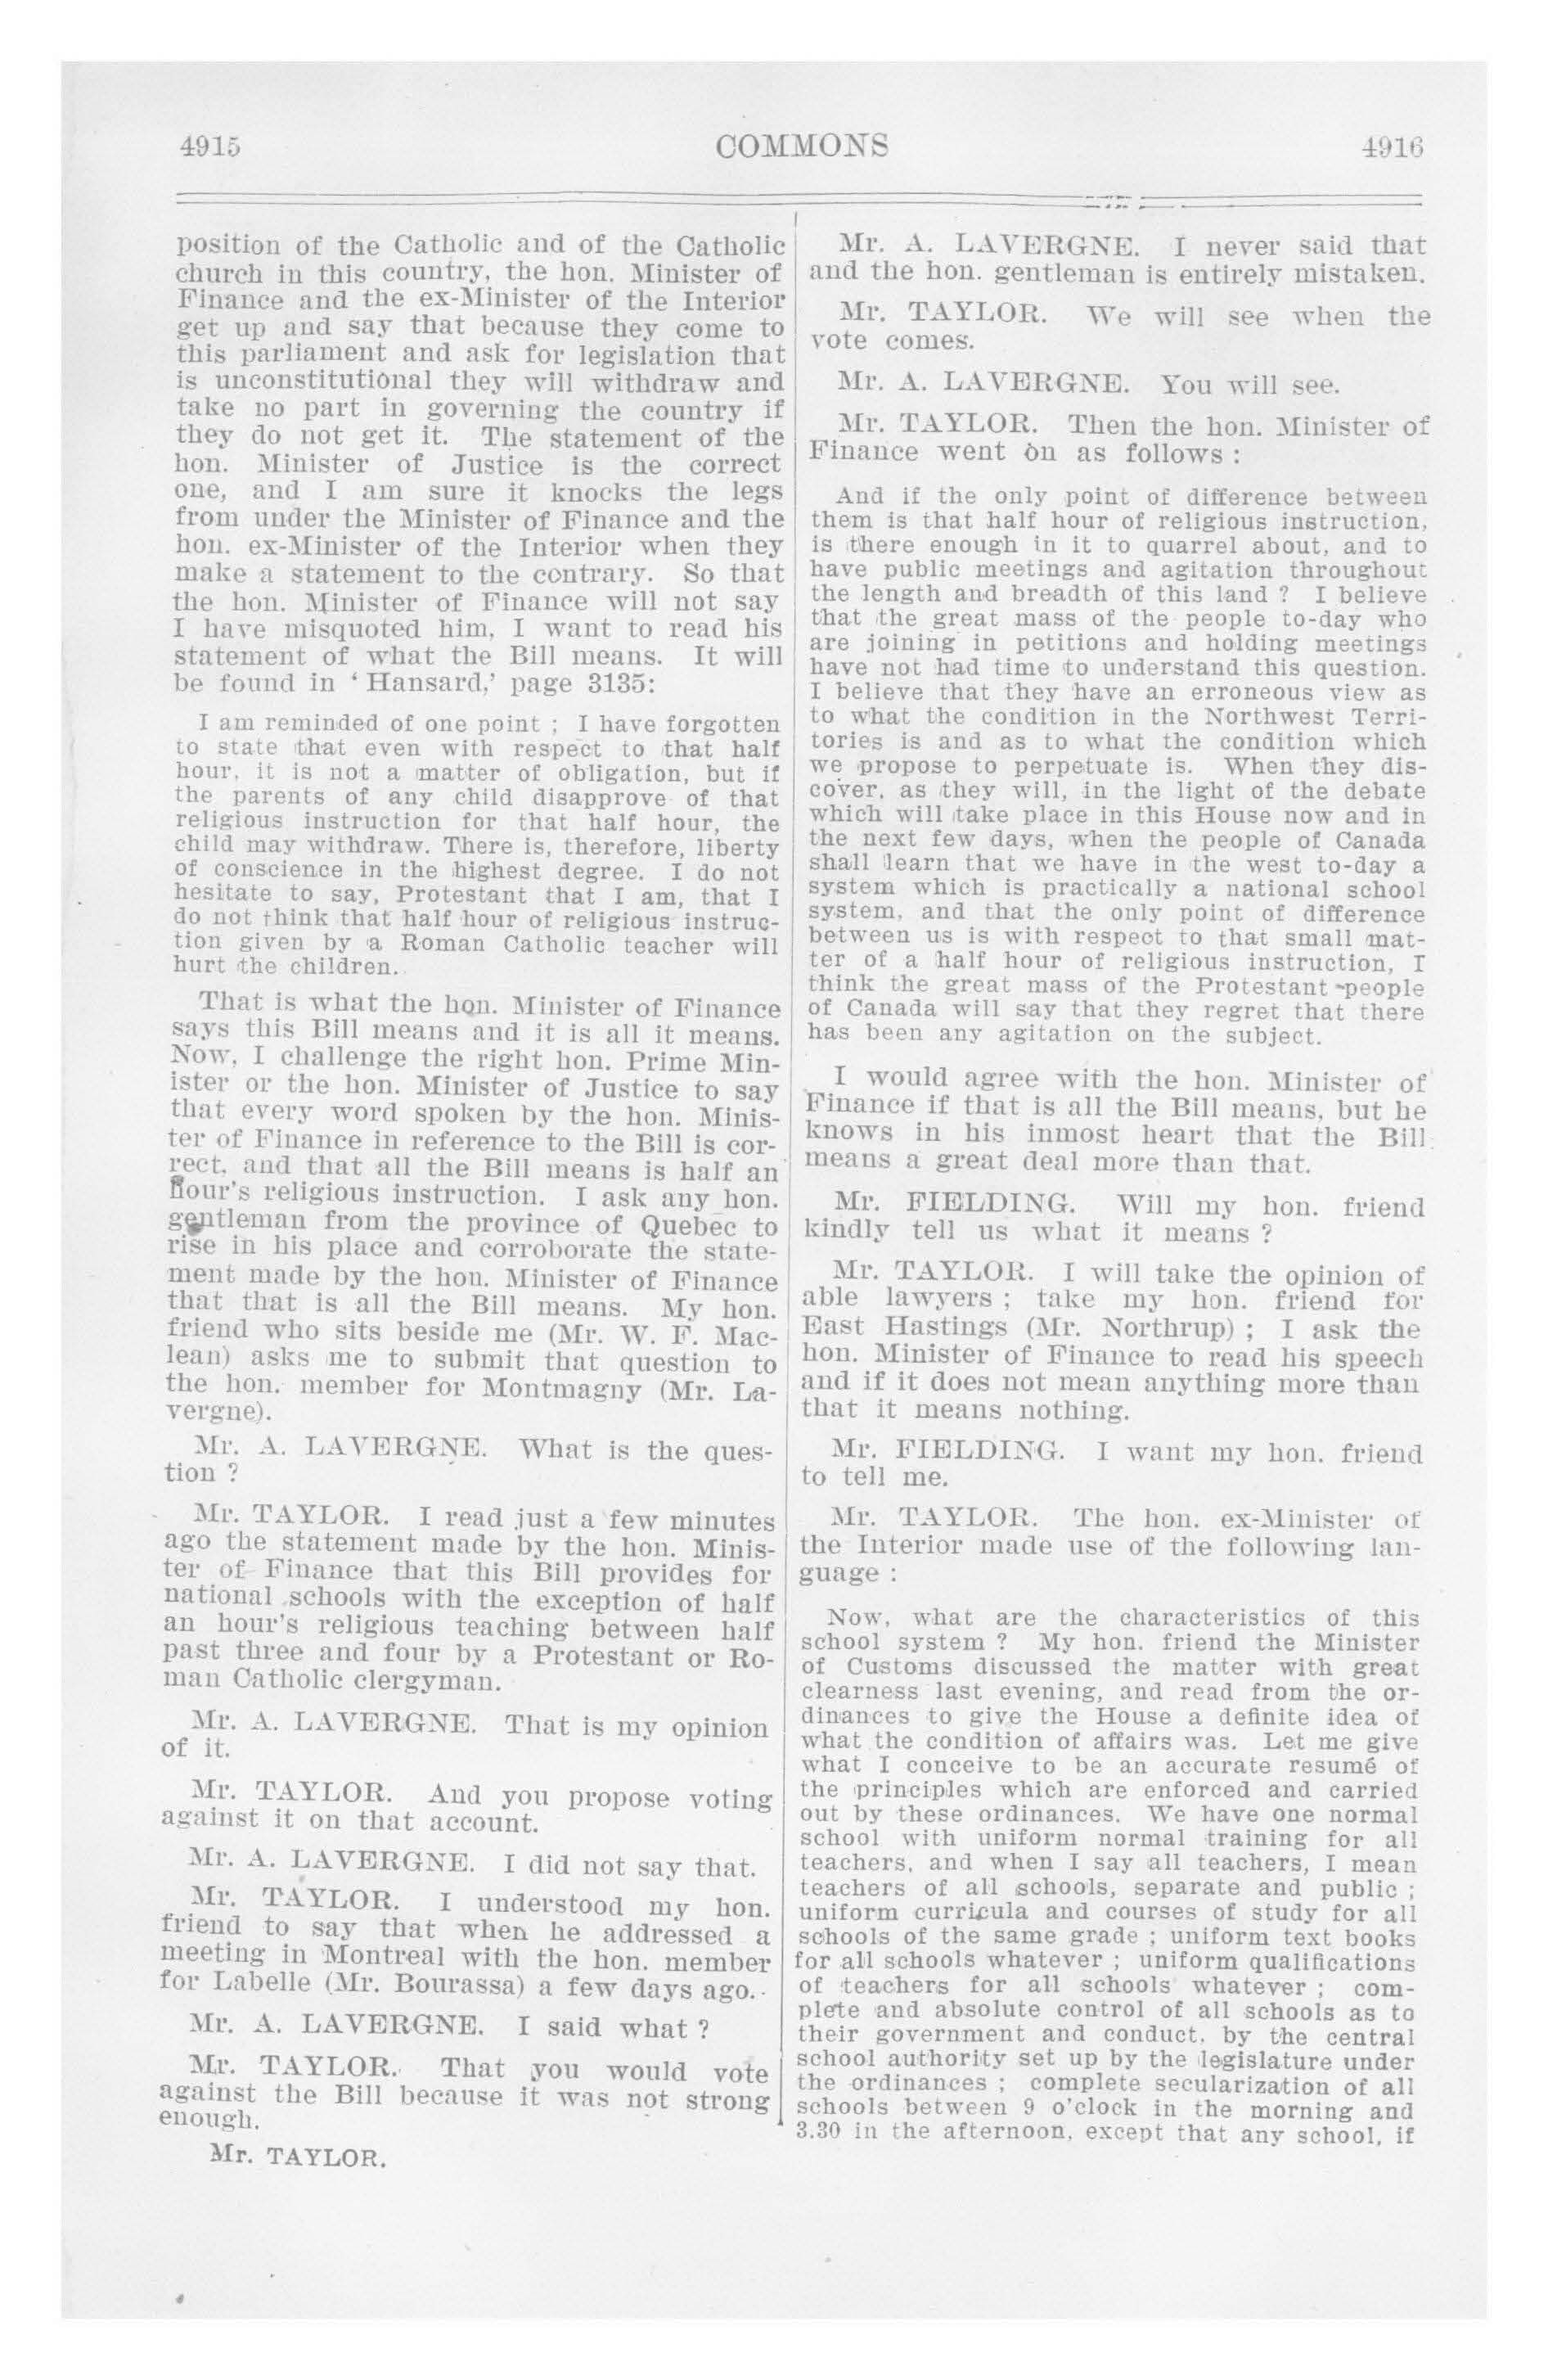 4915
COMMONS
4916
position of the Catholic and of the Catholic
church in this country, the hon. Minister of
Finance and the ex-Minister of the Interior
get up and say that because they come to
this parliament and ask for legislation that
is unconstitutional they will withdraw and
take no part in governing the country if
they do not get it. The statement of the
hon. Minister of Justice is the correct
one, and I am sure it knocks the legs
from under the Minister of Finance and the
hon. ex-Minister of the Interior when they
make a statement to the contrary. So that
the hon. Minister of Finance will not say
I have misquoted him, I want to read his
statement of what the Bill means. It will
be found in ‘ Hansard,’ page 3135:
I am reminded of one point ; I have forgotten
to state that even with respect to that half
hour, it is not a matter of obligation, but if
the parents of any child disapprove of that
religious instruction for that half hour, the
child may withdraw. There is, therefore, liberty
of conscience in the highest degree. I do not
hesitate to say, Protestant that I am, that I
do not think that half hour of religious instruc-
tion given by a Roman Catholic teacher will
hurt the children.
That is what the hon. Minister of Finance
says this Bill means and it is all it means.
Now, I challenge the right hon. Prime Min-
ister or the hon. Minister of Justice to say
that every word spoken by the hon. Minis-
ter of Finance in reference to the Bill is cor-
rect, and that all the Bill means is half an
hour's religious instruction. I ask any hon.
gentleman from the province of Quebec to
rise in his place and corroborate the state-
ment made by the hon. Minister of Finance
that that is all the Bill means. My hon.
friend who sits beside me (Mr. W. F. Mac-
lean) asks me to submit that question to
the hon. member for Montmagny (Mr. La-
vergne).
Mr. A. LAVERGNE. What is the ques-
tion ?
Mr. TAYLOR. I read just a few minutes
ago the statement made by the hon. Minis-
ter of Finance that this Bill provides for
national schools with the exception of half
an hour's religious teaching between half
past three and four by a Protestant or Ro-
man Catholic clergyman.
Mr. A. LAVERGNE. That is my opinion
of it.
Mr. TAYLOR. And you propose voting
against it on that account.
Mr. A. LAVERGNE. I did not say that.
Mr. TAYLOR. I understood my hon.
friend to say that when he addressed a
meeting in Montreal with the hon. member
for Labelle (Mr. Bourassa) a few days ago.
Mr. A. LAVERGNE. I said what ?
Mr. TAYLOR. That you would vote
against the Bill because it was not strong
enough.
Mr. TAYLOR.
Mr. A. LAVERGNE. I never said that
and the hon. gentleman is entirely mistaken.
Mr. TAYLOR. We will see when the
vote comes.
Mr. A. LAVERGNE. You will see.
Mr. TAYLOR. Then the hon. Minister of
Finance went on as follows :
And if the only point of difference between
them is that half hour of religious instruction,
is there enough in it to quarrel about, and to
have public meetings and agitation throughout
the length and breadth of this land ? I believe
that the great mass of the people to-day who
are joining in petitions and holding meetings
have not had time to understand this question.
I believe that they have an erroneous view as
to what the condition in the Northwest Terri-
tories is and as to what the condition which
we propose to perpetuate is. When they dis-
cover, as they will, in the light of the debate
which will take place in this House now and in
the next few days, when the people of Canada
shall learn that we have in the west to-day a
system which is practically a national school
system, and that the only point of difference
between us is with respect to that small mat-
ter of a half hour of religious instruction, I
think the great mass of the Protestant people
of Canada will say that they regret that there
has been any agitation on the subject.
I would agree with the hon. Minister of
Finance if that is all the Bill means, but he
knows in his inmost heart that the Bill
means a great deal more than that.
Mr. FIELDING. Will my hon. friend
kindly tell us what it means ?
Mr. TAYLOR. I will take the opinion of
able lawyers ; take my hon. friend for
East Hastings (Mr. Northrup) ; I ask the
hon. Minister of Finance to read his speech
and if it does not mean anything more than
that it means nothing.
Mr. FIELDING. I want my hon. friend
to tell me.
Mr. TAYLOR. The hon. ex-Minister of
the Interior made use of the following lan-
guage :
Now, what are the characteristics of this
school system ? My hon. friend the Minister
of Customs discussed the matter with great
clearness last evening, and read from the or-
dinances to give the House a definite idea of
what the condition of affairs was. Let me give
what I conceive to be an accurate resumé of
the principles which are enforced and carried
out by these ordinances. We have one normal
school with uniform normal training for all
teachers, and when I say all teachers, I mean
teachers of all schools, separate and public ;
uniform curricula and courses of study for all
schools of the same grade ; uniform text books
for all schools whatever ; uniform qualifications
of teachers for all schools whatever ; com-
plete and absolute control of all schools as to
their government and conduct, by the central
school authority set up by the legislature under
the ordinances ; complete secularization of all
schools between 9 o'clock in the morning and
3.30 in the afternoon, except that any school, if